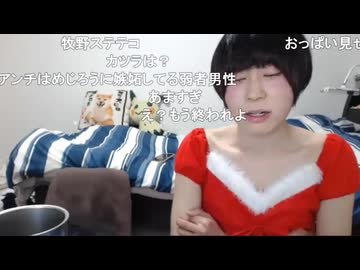 牧野ステテコ
おっぱい見せ
カツラは？
アンチはめじろうに嫉妬してる弱者男性
あますぎ
え？もう終われよ